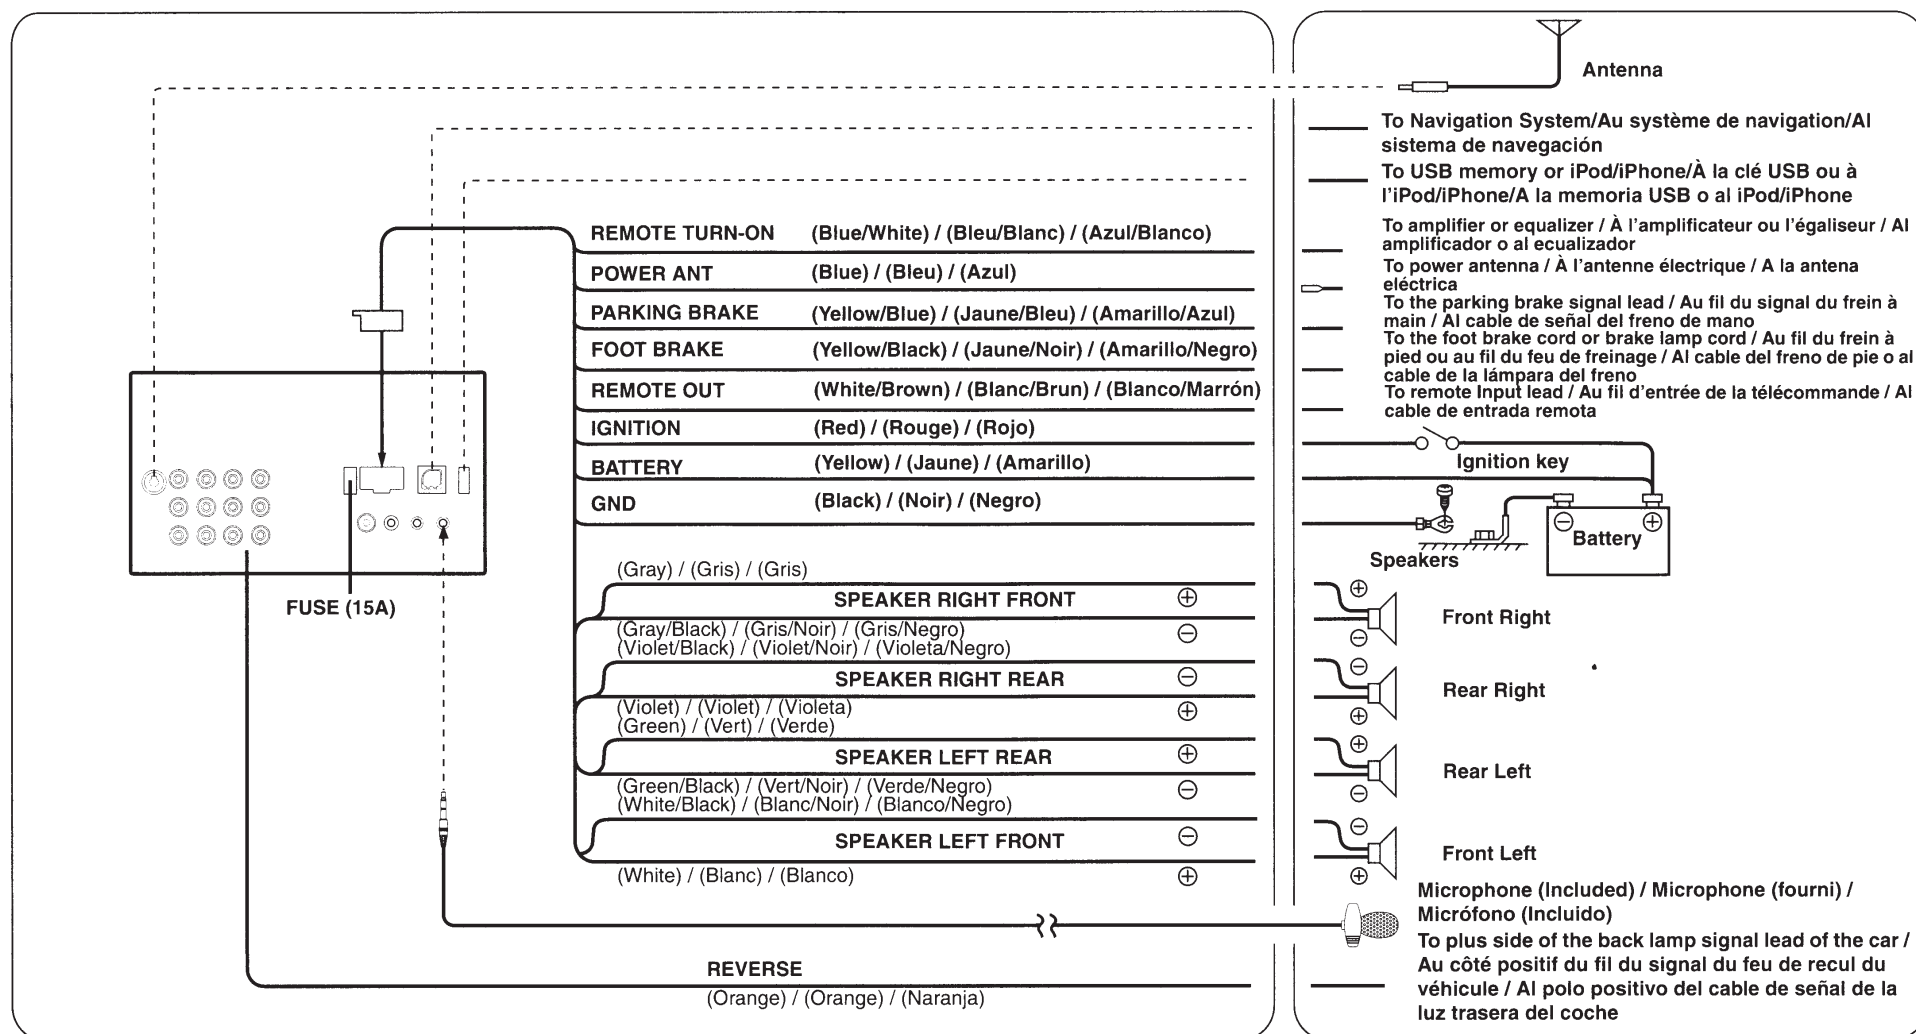 Antenna
To Navigation System/Au système de navigation/Al
sistema de navegación
To USB memory or iPod/iPhone/À la clé USB ou à
l'iPod/iPhone/A la memoria USB o al iPod/iPhone
REMOTE TURN-ON (Blue/White) / (Bleu/Blanc) / (Azul/Blanco)
To amplifier or equalizer / À l'amplificateur ou l'égaliseur / Al
amplificador o al ecualizador
POWER ANT (Blue) / (Bleu) / (Azul)
To power antenna / À l'antenne électrique / A la antena
eléctrica
PARKING BRAKE (Yellow/Blue) / (Jaune/Bleu) / (Amarillo/Azul)
To the parking brake signal lead / Au fil du signal du frein à
main / Al cable de señal del freno de mano
FOOT BRAKE (Yellow/Black) / (Jaune/Noir) / (Amarillo/Negro)
To the foot brake cord or brake lamp cord / Au fil du frein à
pied ou au fil du feu de freinage / Al cable del freno de pie o al
cable de la lámpara del freno
REMOTE OUT (White/Brown) / (Blanc/Brun) / (Blanco/Marrón)
To remote Input lead / Au fil d'entrée de la télécommande / Al
cable de entrada remota
IGNITION (Red) / (Rouge) / (Rojo)
Ignition key
BATTERY (Yellow) / (Jaune) / (Amarillo)
GND (Black) / (Noir) / (Negro)
⊖ ⊕
Battery
Speakers
FUSE (15A)
(Gray) / (Gris) / (Gris)
SPEAKER RIGHT FRONT ⊕
(Gray/Black) / (Gris/Noir) / (Gris/Negro) ⊖
⊕
Front Right
⊖
(Violet/Black) / (Violet/Noir) / (Violeta/Negro)
SPEAKER RIGHT REAR ⊖
(Violet) / (Violet) / (Violeta) ⊕
⊖
Rear Right
⊕
(Green) / (Vert) / (Verde)
SPEAKER LEFT REAR ⊕
(Green/Black) / (Vert/Noir) / (Verde/Negro) ⊖
⊕
Rear Left
⊖
(White/Black) / (Blanc/Noir) / (Blanco/Negro)
SPEAKER LEFT FRONT ⊖
(White) / (Blanc) / (Blanco) ⊕
⊖
Front Left
⊕
Microphone (Included) / Microphone (fourni) /
Micrófono (Incluido)
REVERSE
(Orange) / (Orange) / (Naranja)
To plus side of the back lamp signal lead of the car /
Au côté positif du fil du signal du feu de recul du
véhicule / Al polo positivo del cable de señal de la
luz trasera del coche